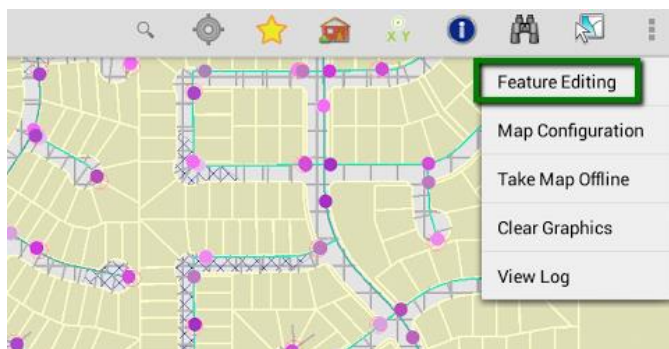 X Y
Feature Editing
Map Configuration
Take Map Offline
Clear Graphics
View Log